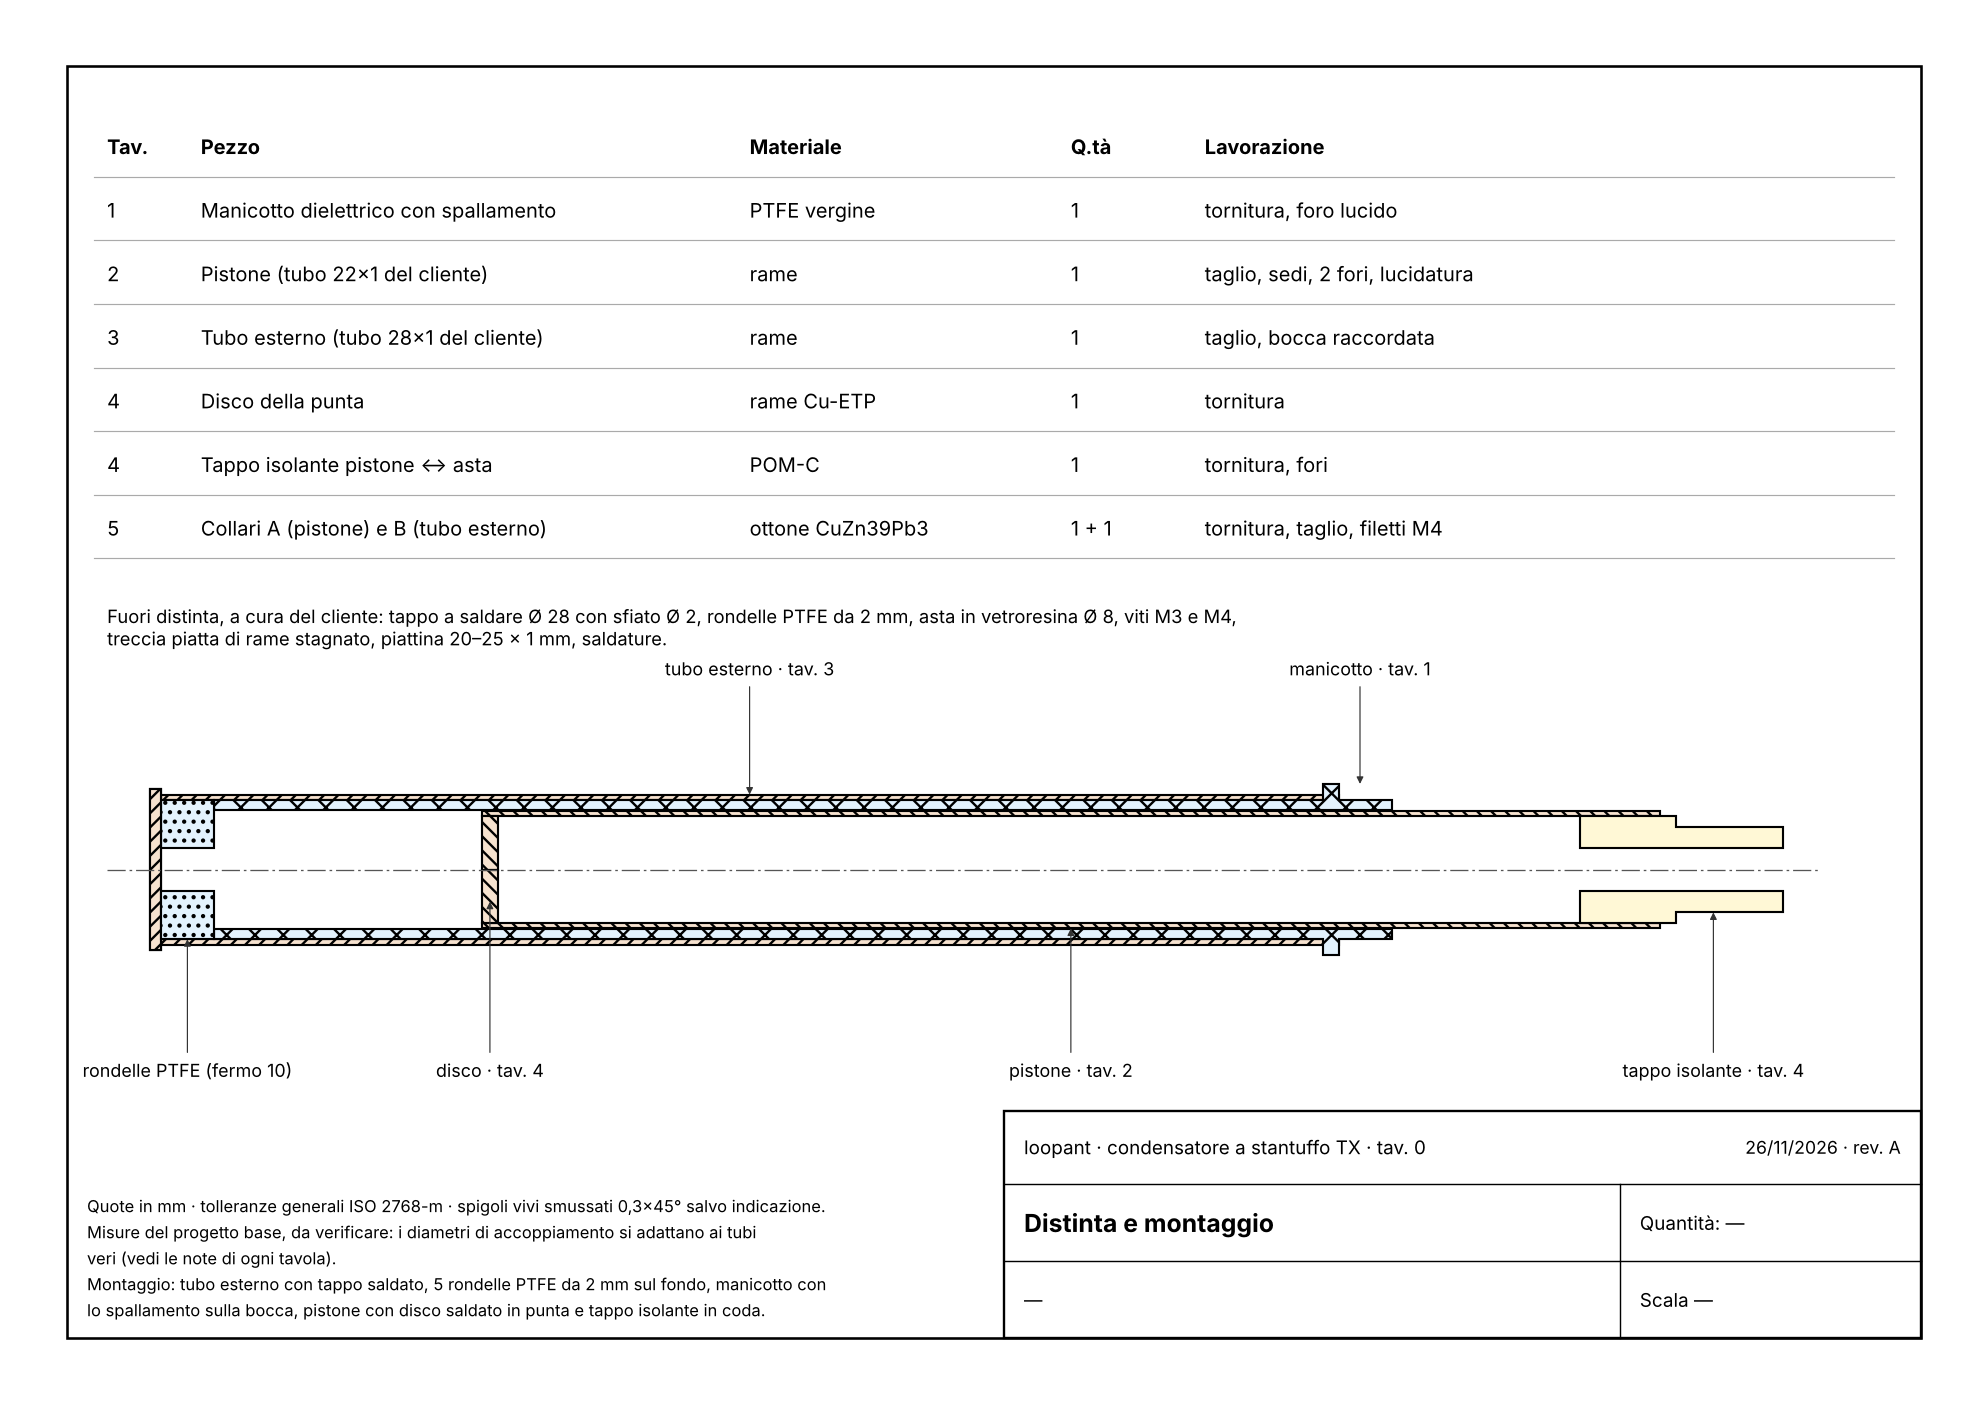 Tav. Pezzo Materiale Q.tà Lavorazione
1 Manicotto dielettrico con spallamento PTFE vergine 1 tornitura, foro lucido
2 Pistone (tubo 22×1 del cliente) rame 1 taglio, sedi, 2 fori, lucidatura
3 Tubo esterno (tubo 28×1 del cliente) rame 1 taglio, bocca raccordata
4 Disco della punta rame Cu-ETP 1 tornitura
4 Tappo isolante pistone ↔ asta POM-C 1 tornitura, fori
5 Collari A (pistone) e B (tubo esterno) ottone CuZn39Pb3 1 + 1 tornitura, taglio, filetti M4
Fuori distinta, a cura del cliente: tappo a saldare Ø 28 con sfiato Ø 2, rondelle PTFE da 2 mm, asta in vetroresina Ø 8, viti M3 e M4,
treccia piatta di rame stagnato, piattina 20–25 × 1 mm, saldature.
tubo esterno · tav. 3
manicotto · tav. 1
rondelle PTFE (fermo 10)
disco · tav. 4
pistone · tav. 2
tappo isolante · tav. 4
Quote in mm · tolleranze generali ISO 2768-m · spigoli vivi smussati 0,3×45° salvo indicazione.
Misure del progetto base, da verificare: i diametri di accoppiamento si adattano ai tubi
veri (vedi le note di ogni tavola).
Montaggio: tubo esterno con tappo saldato, 5 rondelle PTFE da 2 mm sul fondo, manicotto con
lo spallamento sulla bocca, pistone con disco saldato in punta e tappo isolante in coda.
loopant · condensatore a stantuffo TX · tav. 0
26/11/2026 · rev. A
Distinta e montaggio
Quantità: —
—
Scala —